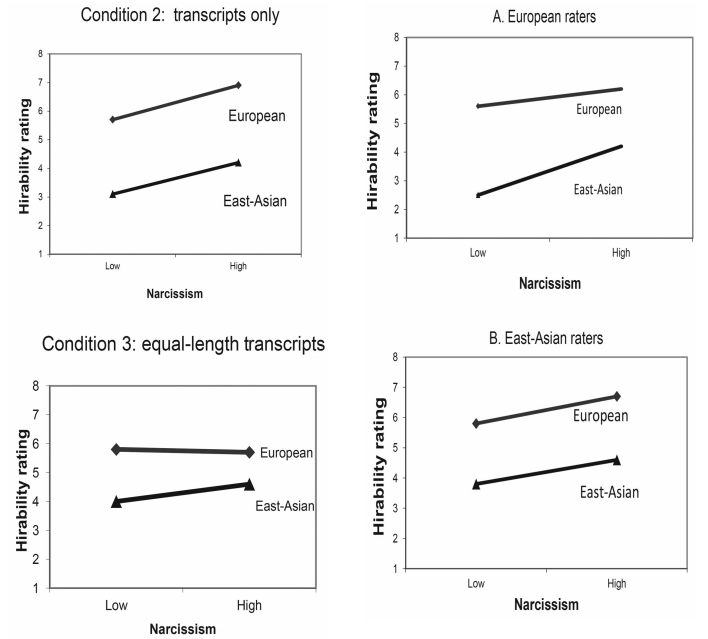 Condition 2: transcripts only
8
7
6
5
4
3
2
1
Hirability rating
European
East-Asian
Low
High
Narcissism
A. European raters
8
7
6
5
4
3
2
1
Hirability rating
European
East-Asian
Low
High
Narcissism
Condition 3: equal-length transcripts
8
7
6
5
4
3
2
1
Hirability rating
European
East-Asian
Low
High
Narcissism
B. East-Asian raters
8
7
6
5
4
3
2
1
Hirability rating
European
East-Asian
Low
High
Narcissism